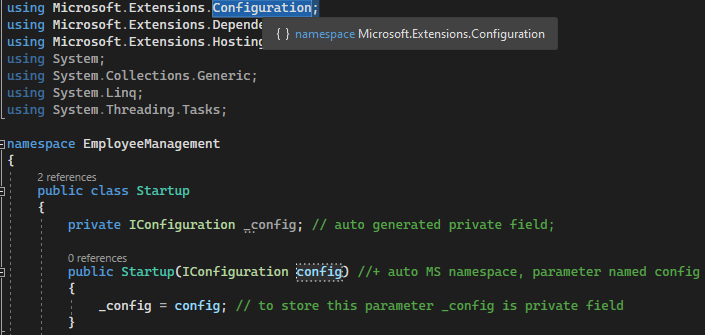 using Microsoft.Extensions.Configuration;
using Microsoft.Extensions.Depende
{ } namespace Microsoft.Extensions.Configuration
using Microsoft.Extensions.Hosting
using System;
using System.Collections.Generic;
using System.Linq;
using System.Threading.Tasks;
namespace EmployeeManagement
{
2 references
public class Startup
{
private IConfiguration _config; // auto generated private field;
0 references
public Startup(IConfiguration config) //+ auto MS namespace, parameter named config
{
_config = config; // to store this parameter _config is private field
}